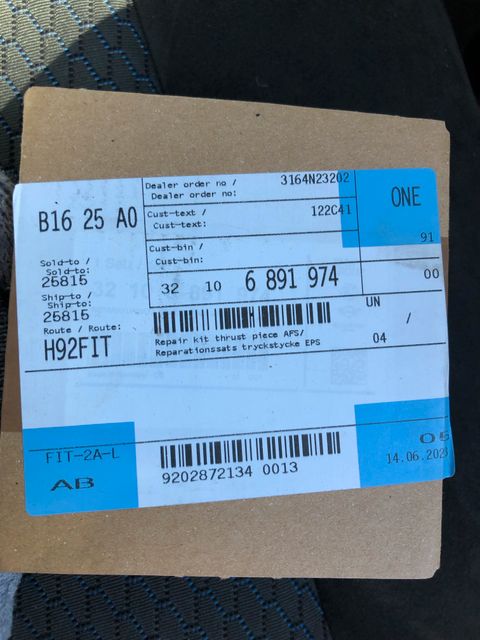 B16 25 A0
Dealer order no /
Dealer order no:
3164N23202
ONE
Cust-text /
Cust-text:
122C41
91
Cust-bin /
Cust-bin:
Sold-to /
Sold-to:
26815
Ship-to /
Ship-to:
26815
Route / Route:
H92FIT
32 10 6 891 974
00
UN
/
04
Repair kit thrust piece AFS/
Reparationssats tryckstycke EPS
FIT-2A-L
AB
9202872134 0013
05
14.06.202